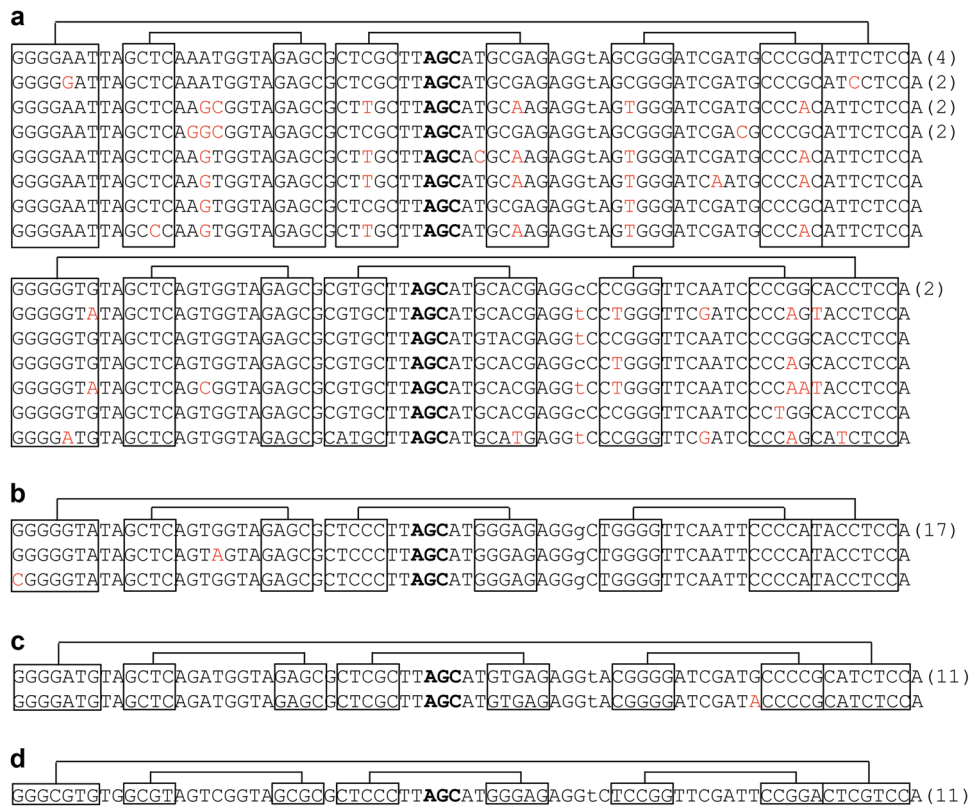 a
GGGGAATTAGCTCAAATGGTAGAGCGCTCGCTTAGCATGCGAGAGGtAGCGGGATCGATGCCCGCATTCTCCA(4)
GGGGGATTAGCTCAAATGGTAGAGCGCTCGCTTAGCATGCGAGAGGtAGCGGGATCGATGCCCGCATCCTCCA(2)
GGGGAATTAGCTCAAGCGGTAGAGCGCTTGCTTAGCATGCAAGAGGtAGTGGGATCGATGCCCACATTCTCCA(2)
GGGGAATTAGCTCAGGCGGTAGAGCGCTCGCTTAGCATGCGAGAGGtAGCGGGATCGACGCCCGCATTCTCCA(2)
GGGGAATTAGCTCAAGTGGTAGAGCGCTTGCTTAGCACGCAAGAGGtAGTGGGATCGATGCCCACATTCTCCA
GGGGAATTAGCTCAAGTGGTAGAGCGCTTGCTTAGCATGCAAGAGGtAGTGGGATCAATGCCCACATTCTCCA
GGGGAATTAGCTCAAGTGGTAGAGCGCTCGCTTAGCATGCGAGAGGtAGTGGGATCGATGCCCGCATTCTCCA
GGGGAATTAGCCCAAGTGGTAGAGCGCTTGCTTAGCATGCAAGAGGtAGTGGGATCGATGCCCACATTCTCCA
GGGGGTGTAGCTCAGTGGTAGAGCGCGTGCTTAGCATGCACGAGGcCCCGGGTTCAATCCCCGGCACCTCCA(2)
GGGGGTATAGCTCAGTGGTAGAGCGCGTGCTTAGCATGCACGAGGtCCTGGGTTCGATCCCCAGTACCTCCA
GGGGGTGTAGCTCAGTGGTAGAGCGCGTGCTTAGCATGTACGAGGtCCCGGGTTCAATCCCCGGCACCTCCA
GGGGGTGTAGCTCAGTGGTAGAGCGCGTGCTTAGCATGCACGAGGcCCTGGGTTCAATCCCCAGCACCTCCA
GGGGGTATAGCTCAGCGGTAGAGCGCGTGCTTAGCATGCACGAGGtCCTGGGTTCAATCCCCAATACCTCCA
GGGGGTGTAGCTCAGTGGTAGAGCGCGTGCTTAGCATGCACGAGGcCCCGGGTTCAATCCCTGGCACCTCCA
GGGGATGTAGCTCAGTGGTAGAGCGCATGCTTAGCATGCATGAGGtCCCGGGTTCGATCCCCAGCATCTCCA
b
GGGGGTATAGCTCAGTGGTAGAGCGCTCCCTTAGCATGGGAGAGGgCTGGGGTTCAATTCCCCATACCTCCA(17)
GGGGGTATAGCTCAGTAGTAGAGCGCTCCCTTAGCATGGGAGAGGgCTGGGGTTCAATTCCCCATACCTCCA
CGGGGTATAGCTCAGTGGTAGAGCGCTCCCTTAGCATGGGAGAGGgCTGGGGTTCAATTCCCCATACCTCCA
c
GGGGATGTAGCTCAGATGGTAGAGCGCTCGCTTAGCATGTGAGAGGtACGGGGATCGATGCCCCGCATCTCCA(11)
GGGGATGTAGCTCAGATGGTAGAGCGCTCGCTTAGCATGTGAGAGGtACGGGGATCGATACCCCGCATCTCCA
d
GGGCGTGTGGCGTAGTCGGTAGCGCGCTCCCTTAGCATGGGAGAGGtCTCCGGTTCGATTCCGGACTCGTCCA(11)